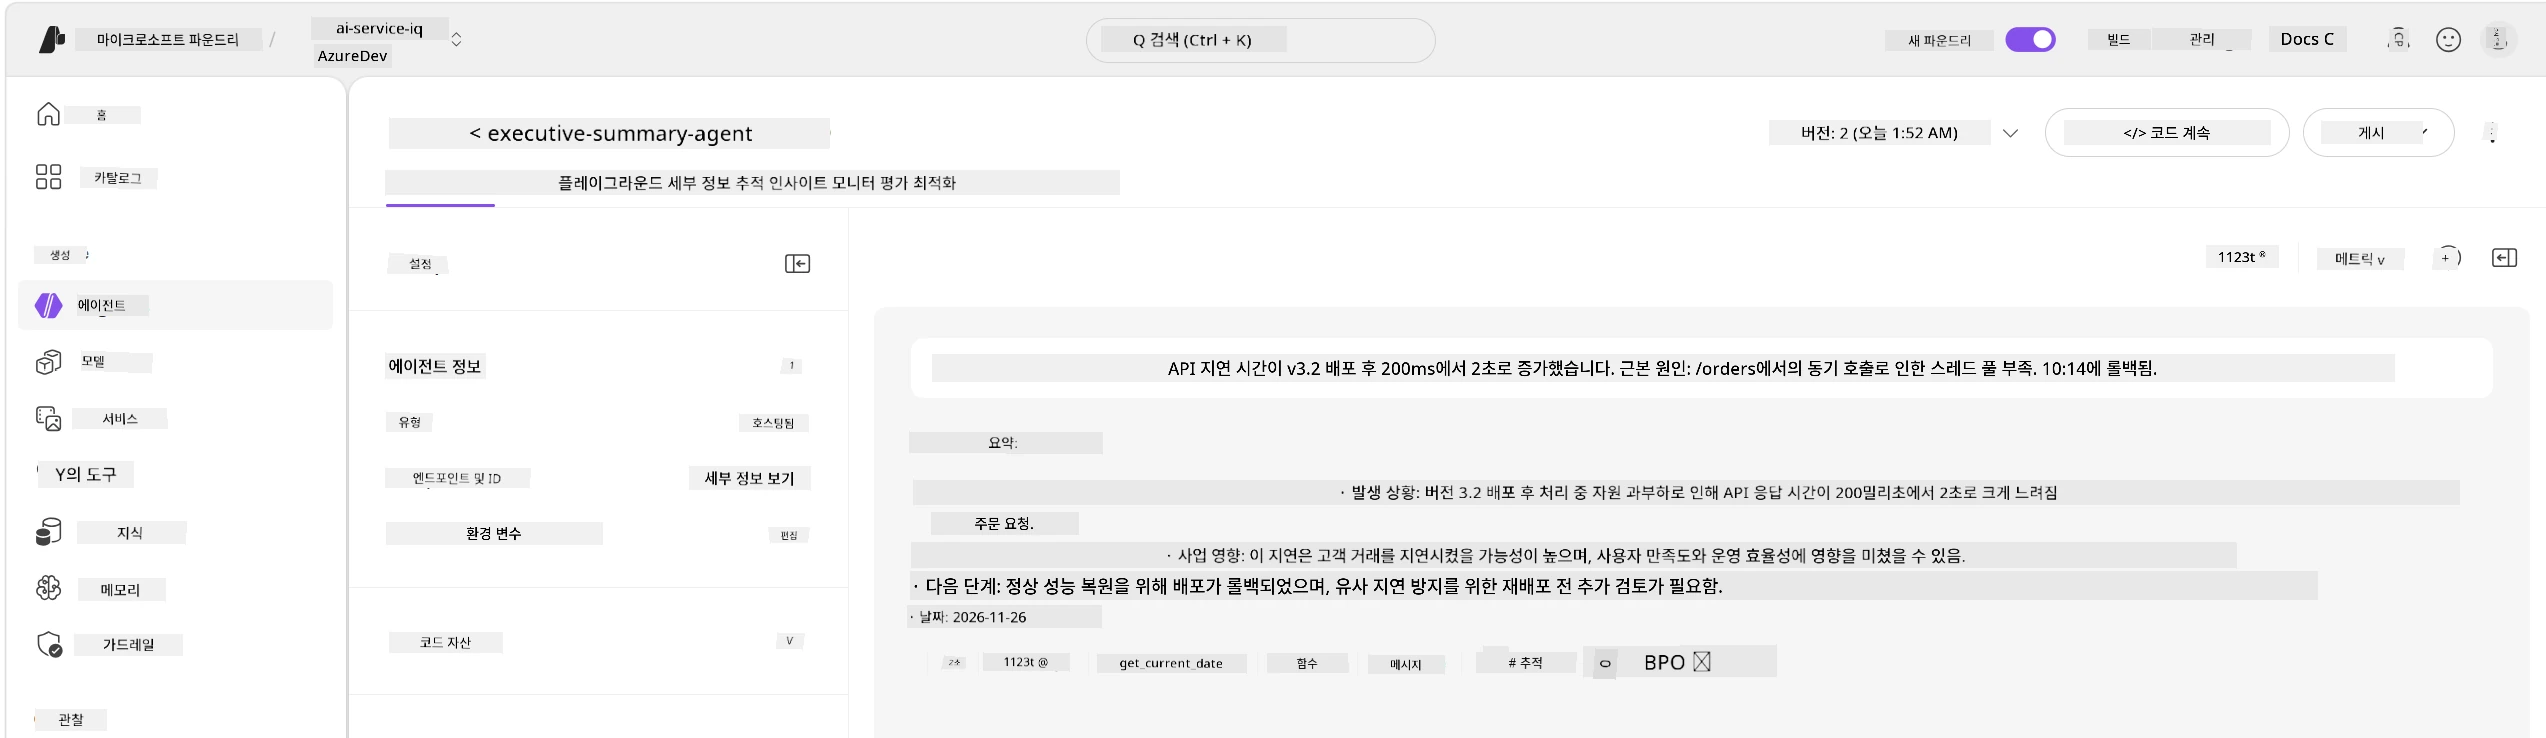 마이크로소프트 파운드리 /
ai-service-iq
AzureDev
Q 검색 (Ctrl + K)
새 파운드리
빌드
관리
Docs C
홈
카탈로그
생성
에이전트
모델
서비스
Y의 도구
지식
메모리
가드레일
관찰
< executive-summary-agent
버전: 2 (오늘 1:52 AM)
</> 코드 계속
게시
플레이그라운드 세부 정보 추적 인사이트 모니터 평가 최적화
설정
에이전트 정보
1
유형
호스팅됨
엔드포인트 및 ID
세부 정보 보기
환경 변수
편집
코드 자산
V
1123t
메트릭 v
+
API 지연 시간이 v3.2 배포 후 200ms에서 2초로 증가했습니다. 근본 원인: /orders에서의 동기 호출로 인한 스레드 풀 부족. 10:14에 롤백됨.
요약:
· 발생 상황: 버전 3.2 배포 후 처리 중 자원 과부하로 인해 API 응답 시간이 200밀리초에서 2초로 크게 느려짐
주문 요청.
· 사업 영향: 이 지연은 고객 거래를 지연시켰을 가능성이 높으며, 사용자 만족도와 운영 효율성에 영향을 미쳤을 수 있음.
· 다음 단계: 정상 성능 복원을 위해 배포가 롤백되었으며, 유사 지연 방지를 위한 재배포 전 추가 검토가 필요함.
· 날짜: 2026-11-26
2초
1123t @
get_current_date
함수
메시지
# 추적
BPO